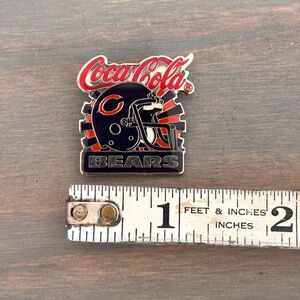 Coca-Cola®
C
BEARS
1 FEET & INCHES 2
INCHES